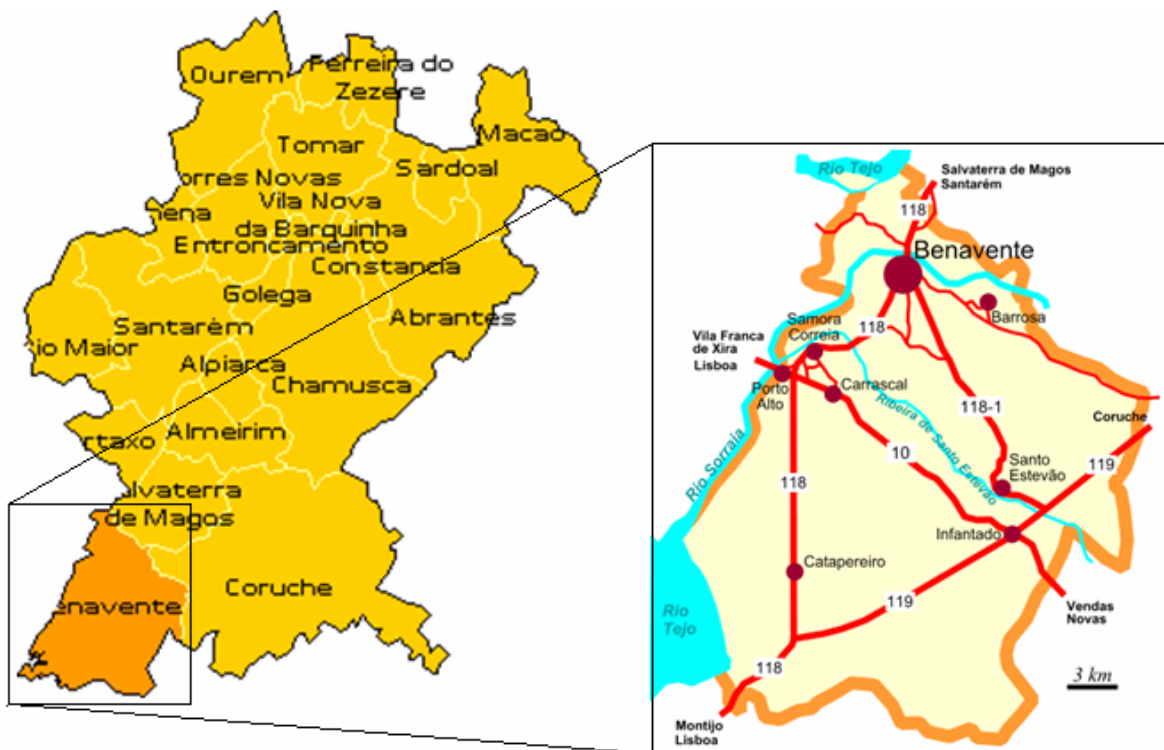 Ourem
Ferreira do
Zezere
Tomar
Macao
Sardoal
orres Novas
Vila Nova
da Barquinha
Entroncamento
Constancia
Golega
Abrantes
Santarém
io Maior
Alpiarca
Chamusca
rtaxo
Almeirim
alvaterra
de Magos
Coruche
enavente
Rio Tejo
Salvaterra de Magos
Santarém
118
Benavente
Barrosa
Samora
Correia
118
Vila Franca
de Xira
Lisboa
Porto
Alto
Carrascal
118-1
Coruche
Ribeira de Santo Estevão
Rio Sorraia
10
119
Santo
Estevão
118
Infantado
Catapereiro
119
Rio
Tejo
Vendas
Novas
118
3 km
Montijo
Lisboa